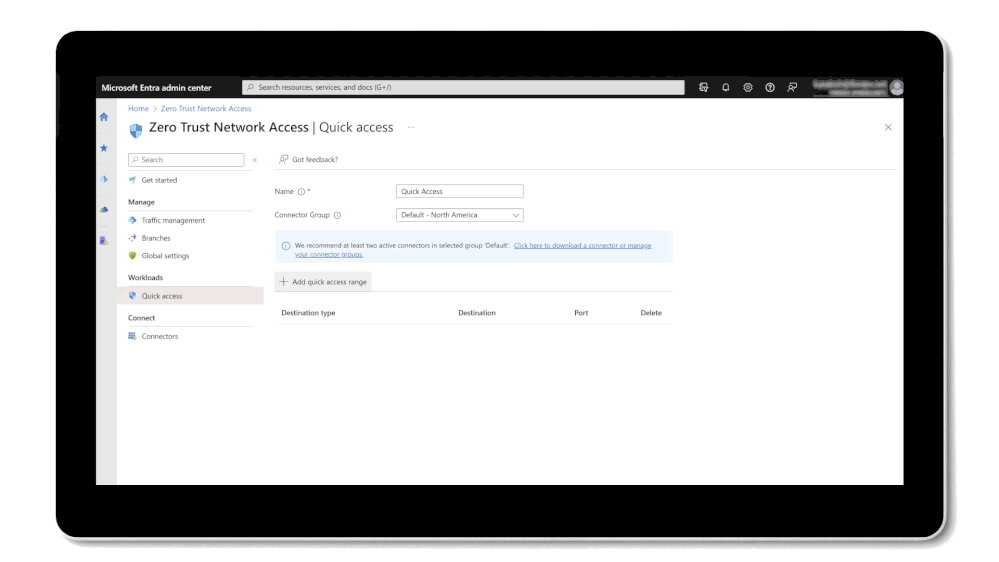 Microsoft Entra admin center
Search resources, services, and docs (G+/)
Home > Zero Trust Network Access
Zero Trust Network Access | Quick access ...
Search
«
Got feedback?
Get started
Manage
Traffic management
Branches
Global settings
Workloads
Quick access
Connect
Connectors
Name *
Quick Access
Connector Group
Default - North America
We recommend at least two active connectors in selected group 'Default'. Click here to download a connector or manage
your connector groups.
+ Add quick access range
Destination type Destination Port Delete